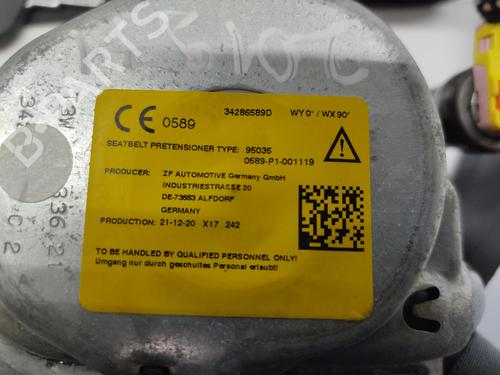 2012
CE 0589
34286589D WY0° / WX90°
SEATBELT PRETENSIONER TYPE: 95035
0589-P1-001119
PRODUCER: ZF AUTOMOTIVE Germany GmbH
INDUSTRIESTRASSE 20
DE-73553 ALFDORF
GERMANY
PRODUCTION: 21-12-20 X17 242
TO BE HANDLED BY QUALIFIED PERSONNEL ONLY!
Umgang nur durch geschultes Personal erlaubt!
B-PARTS